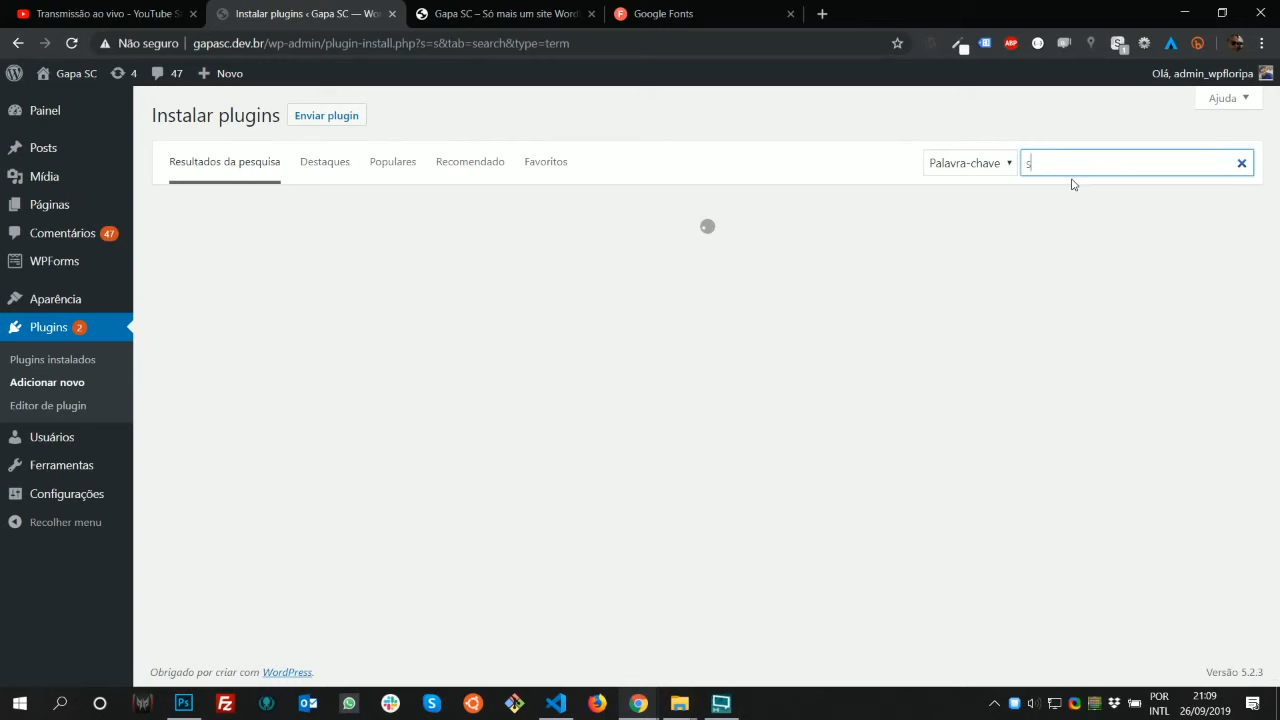 Transmissão ao vivo - YouTube S
Instalar plugins ‹ Gapa SC — Wo
Gapa SC – Só mais um site Word
Google Fonts
Não seguro
gapasc.dev.br/wp-admin/plugin-install.php?s=s&tab=search&type=term
ABP
1
Gapa SC
4
47
Novo
Olá, admin_wpfloripa
Painel
Posts
Mídia
Páginas
Comentários 47
WPForms
Aparência
Plugins 2
Plugins instalados
Adicionar novo
Editor de plugin
Usuários
Ferramentas
Configurações
Recolher menu
Ajuda
Instalar plugins
Enviar plugin
Resultados da pesquisa
Destaques
Populares
Recomendado
Favoritos
Palavra-chave
s
Obrigado por criar com WordPress.
Versão 5.2.3
Ps
Fz
POR
INTL
21:09
26/09/2019